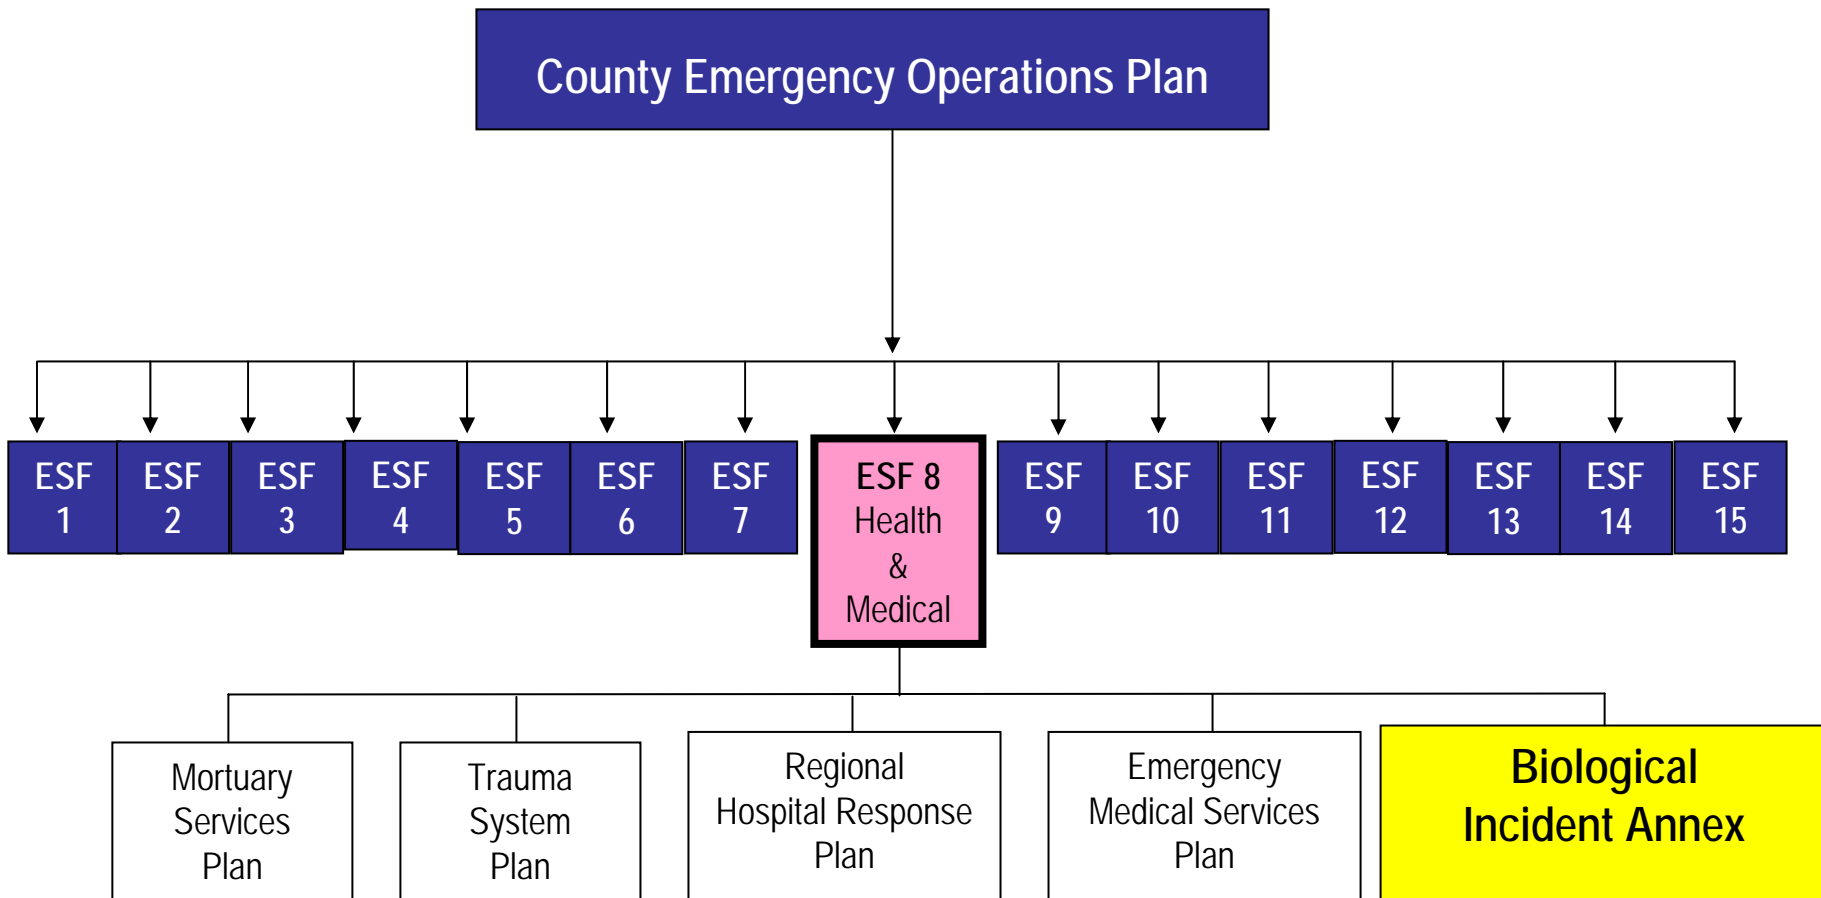 County Emergency Operations Plan
ESF
1
ESF
2
ESF
3
ESF
4
ESF
5
ESF
6
ESF
7
ESF 8
Health
&
Medical
ESF
9
ESF
10
ESF
11
ESF
12
ESF
13
ESF
14
ESF
15
Mortuary
Services
Plan
Trauma
System
Plan
Regional
Hospital Response
Plan
Emergency
Medical Services
Plan
Biological
Incident Annex